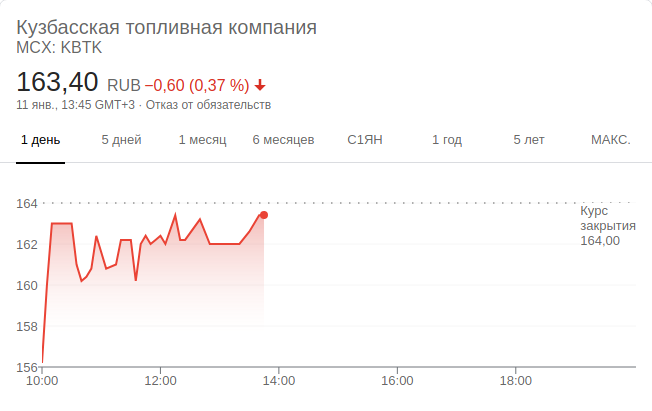 Кузбасская топливная компания
MCX: KBTK
163,40 RUB −0,60 (0,37 %)
11 янв., 13:45 GMT+3 · Отказ от обязательств
1 день 5 дней 1 месяц 6 месяцев С1ЯН 1 год 5 лет МАКС.
164
162
160
158
156
Курс
закрытия
164,00
10:00 12:00 14:00 16:00 18:00